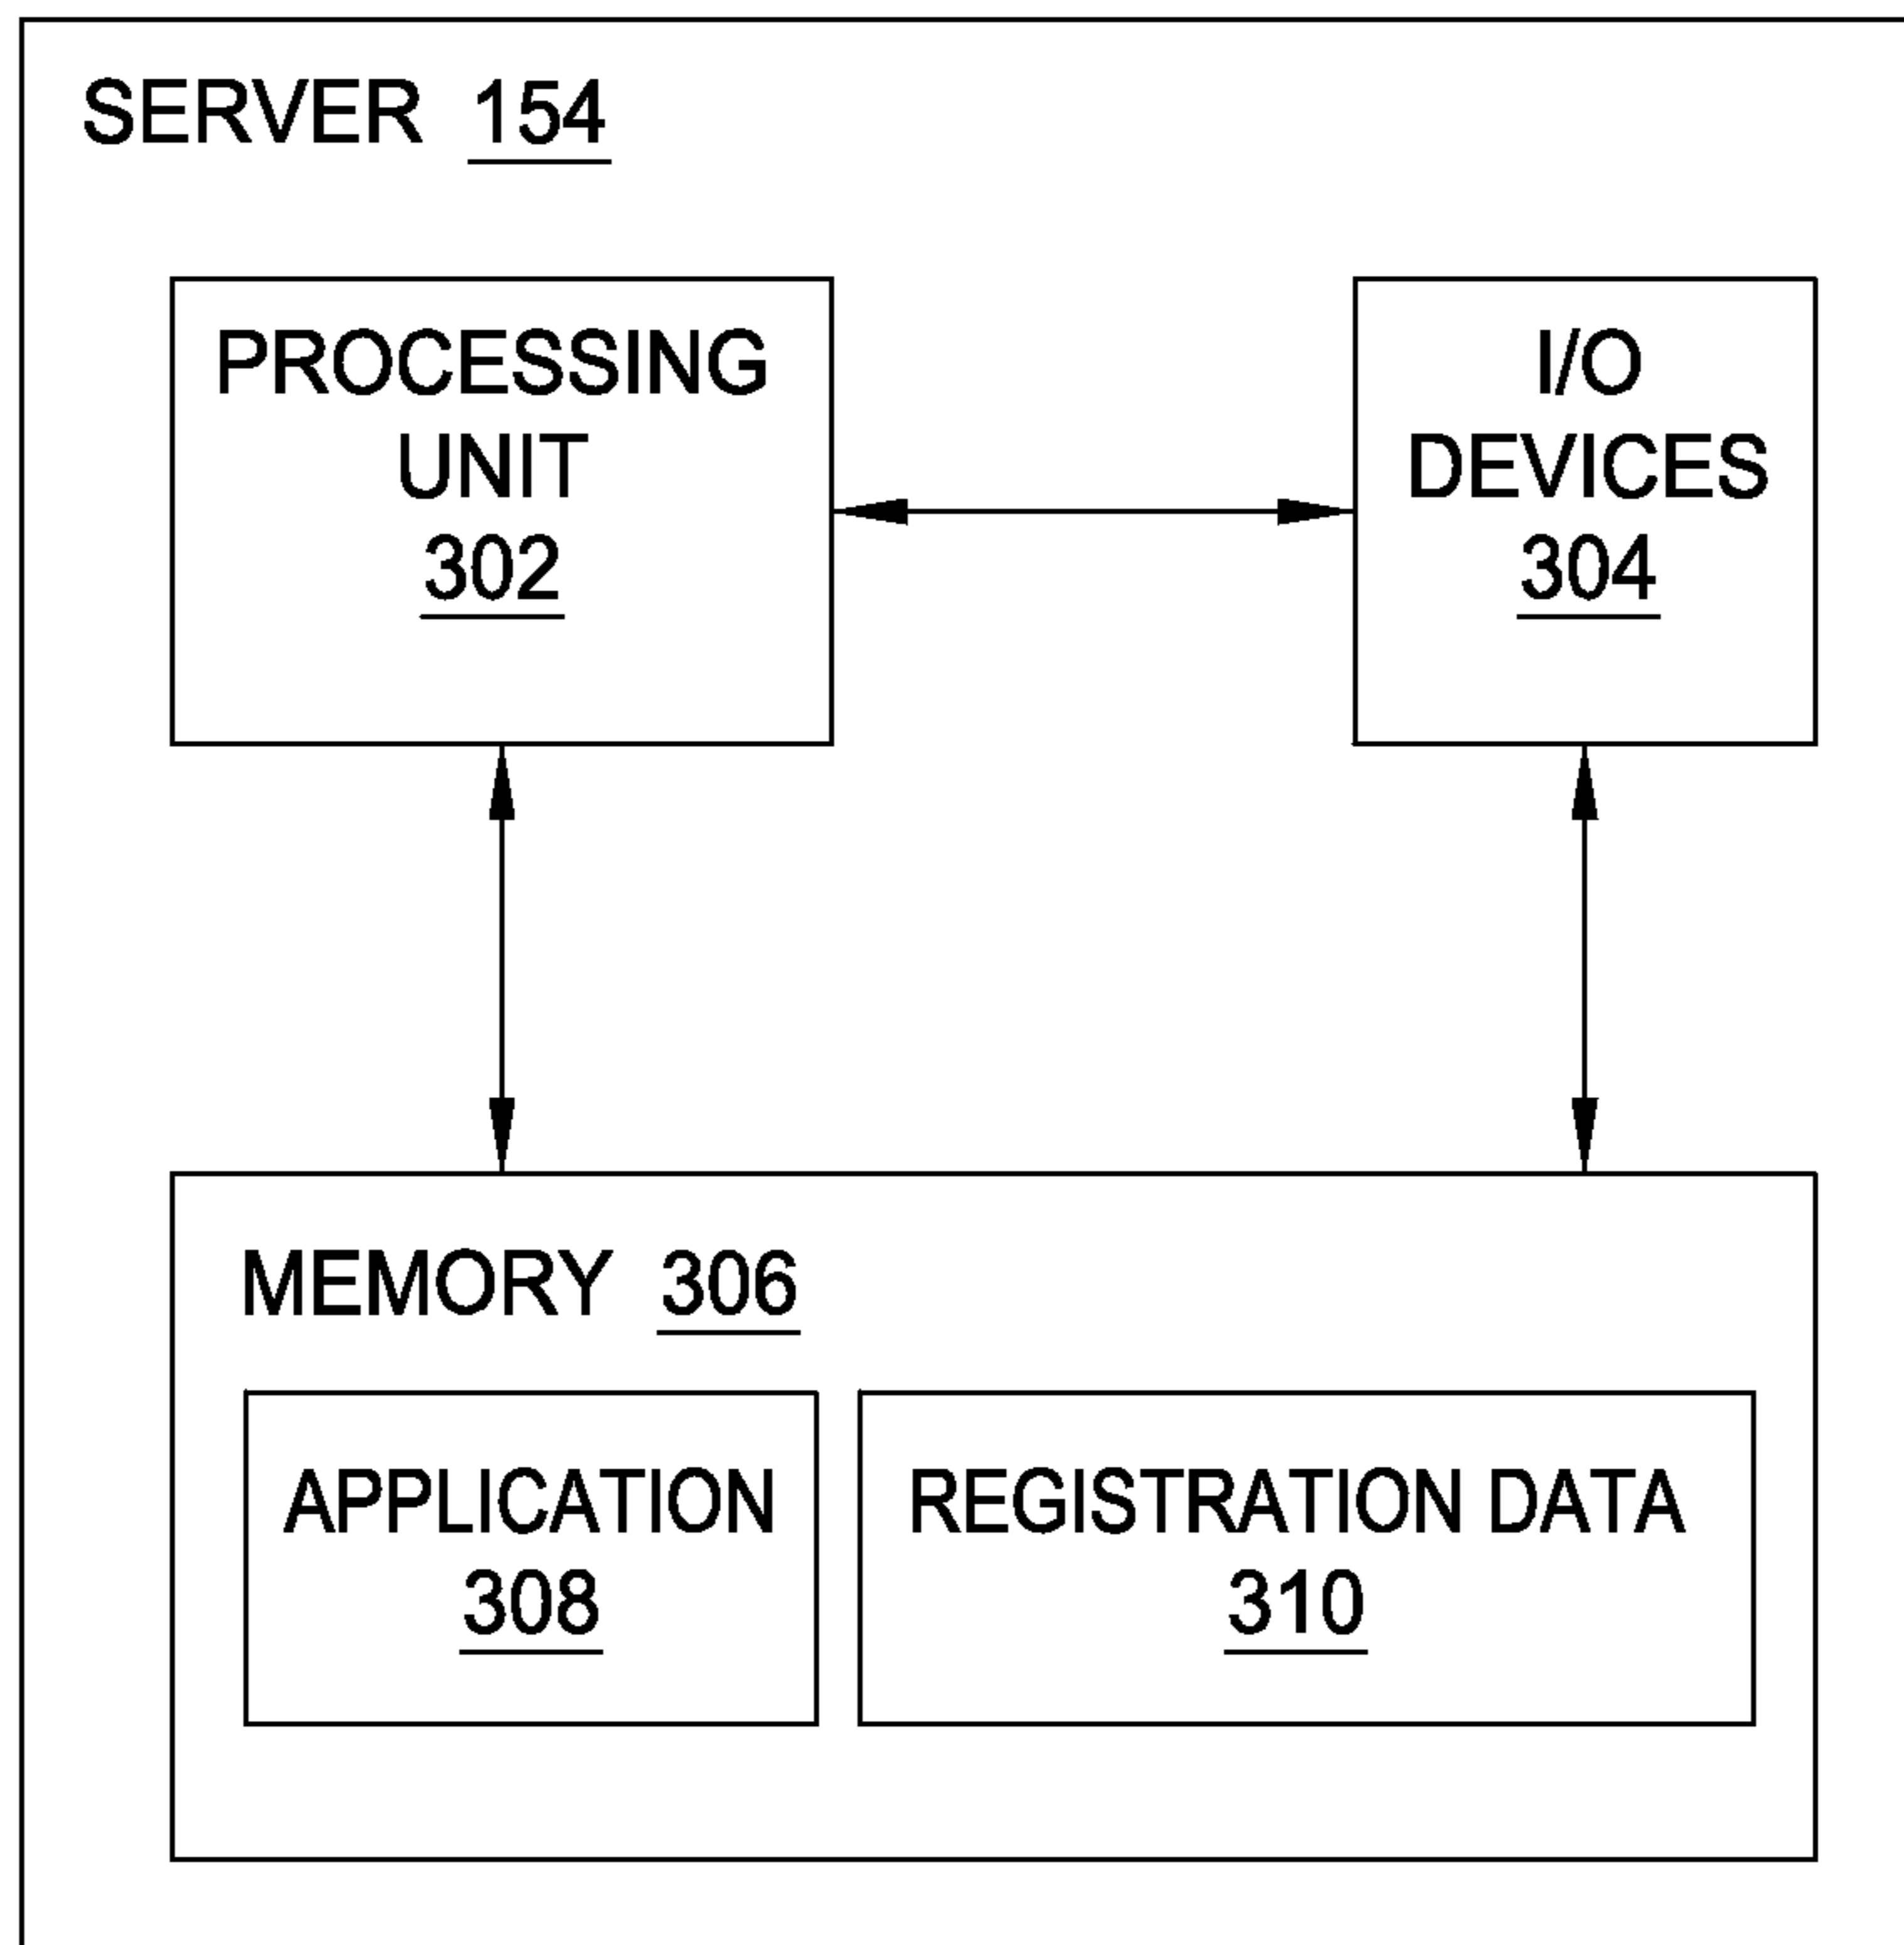 SERVER 154
PROCESSING
UNIT
302
I/O
DEVICES
304
MEMORY 306
APPLICATION
308
REGISTRATION DATA
310